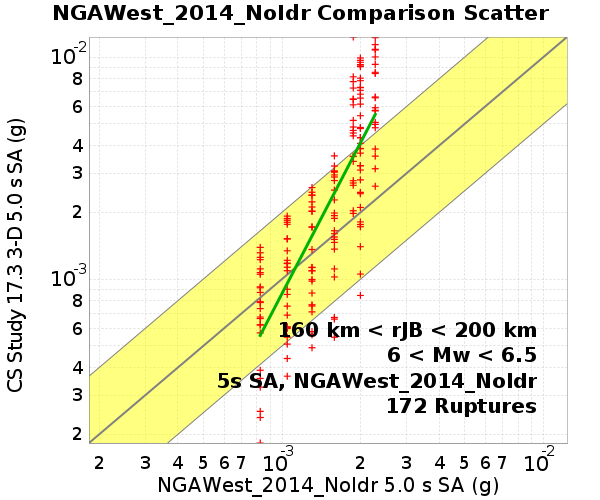 NGAWest_2014_NoIdr Comparison Scatter
CS Study 17.3 3-D 5.0 s SA (g)
10-2
8
6
4
3
2
10-3
8
6
4
3
2
160 km < rJB < 200 km
6 < Mw < 6.5
5s SA, NGAWest_2014_NoIdr
172 Ruptures
2 3 4 5 6 7 10-3 2 3 4 5 6 7 10-2
NGAWest_2014_NoIdr 5.0 s SA (g)